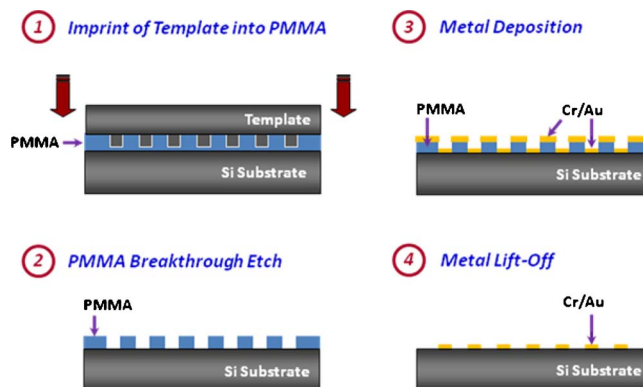 1 Imprint of Template into PMMA
Template
PMMA
Si Substrate
2 PMMA Breakthrough Etch
PMMA
Si Substrate
3 Metal Deposition
PMMA
Cr/Au
Si Substrate
4 Metal Lift-Off
Cr/Au
Si Substrate